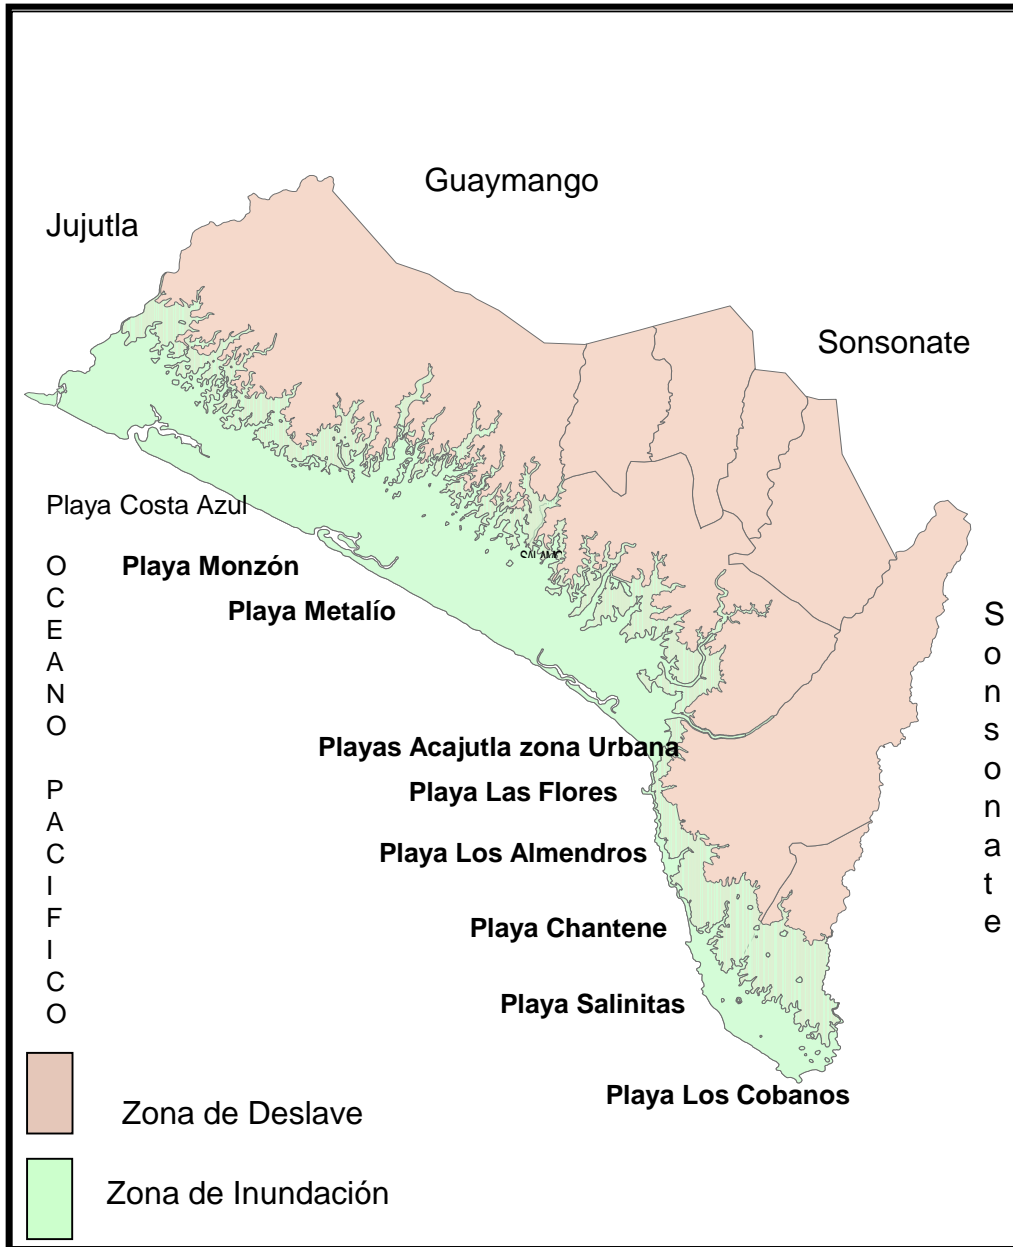 Guaymango
Jujutla
Sonsonate
Playa Costa Azul
OCEANO PACIFICO
Playa Monzón
Playa Metalío
Sonsonate
Playas Acajutla zona Urbana
Playa Las Flores
Playa Los Almendros
Playa Chantene
Playa Salinitas
Playa Los Cobanos
Zona de Deslave
Zona de Inundación